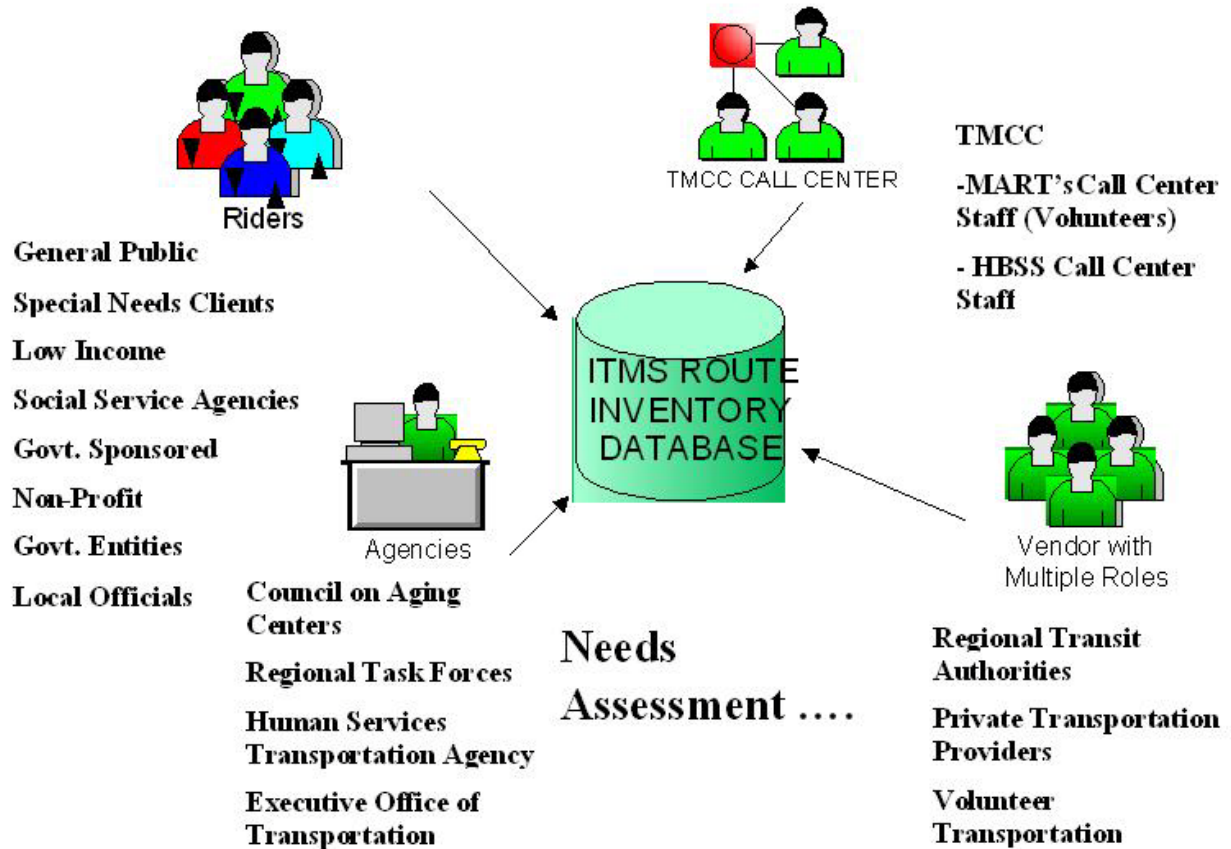 Riders
General Public
Special Needs Clients
Low Income
Social Service Agencies
Govt. Sponsored
Non-Profit
Govt. Entities
Local Officials
TMCC CALL CENTER
TMCC
-MART's Call Center
Staff (Volunteers)
- HBSS Call Center
Staff
ITMS ROUTE
INVENTORY
DATABASE
Agencies
Council on Aging
Centers
Regional Task Forces
Human Services
Transportation Agency
Executive Office of
Transportation
Needs
Assessment ....
Vendor with
Multiple Roles
Regional Transit
Authorities
Private Transportation
Providers
Volunteer
Transportation